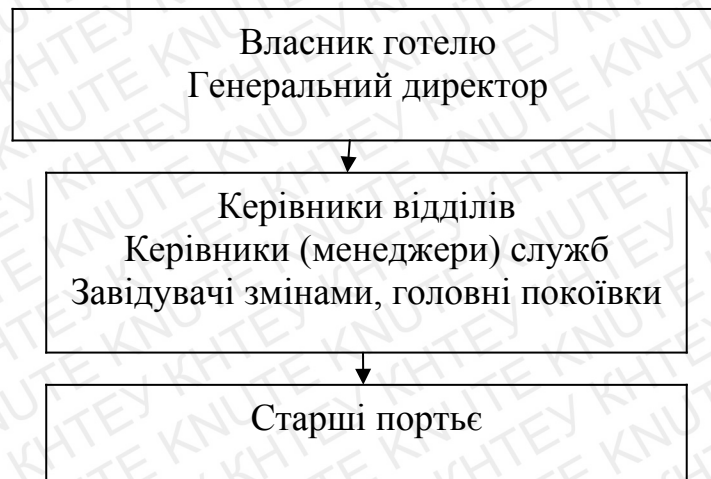 Власник готелю
Генеральний директор
Керівники відділів
Керівники (менеджери) служб
Завідувачі змінами, головні покоївки
Старші портьє